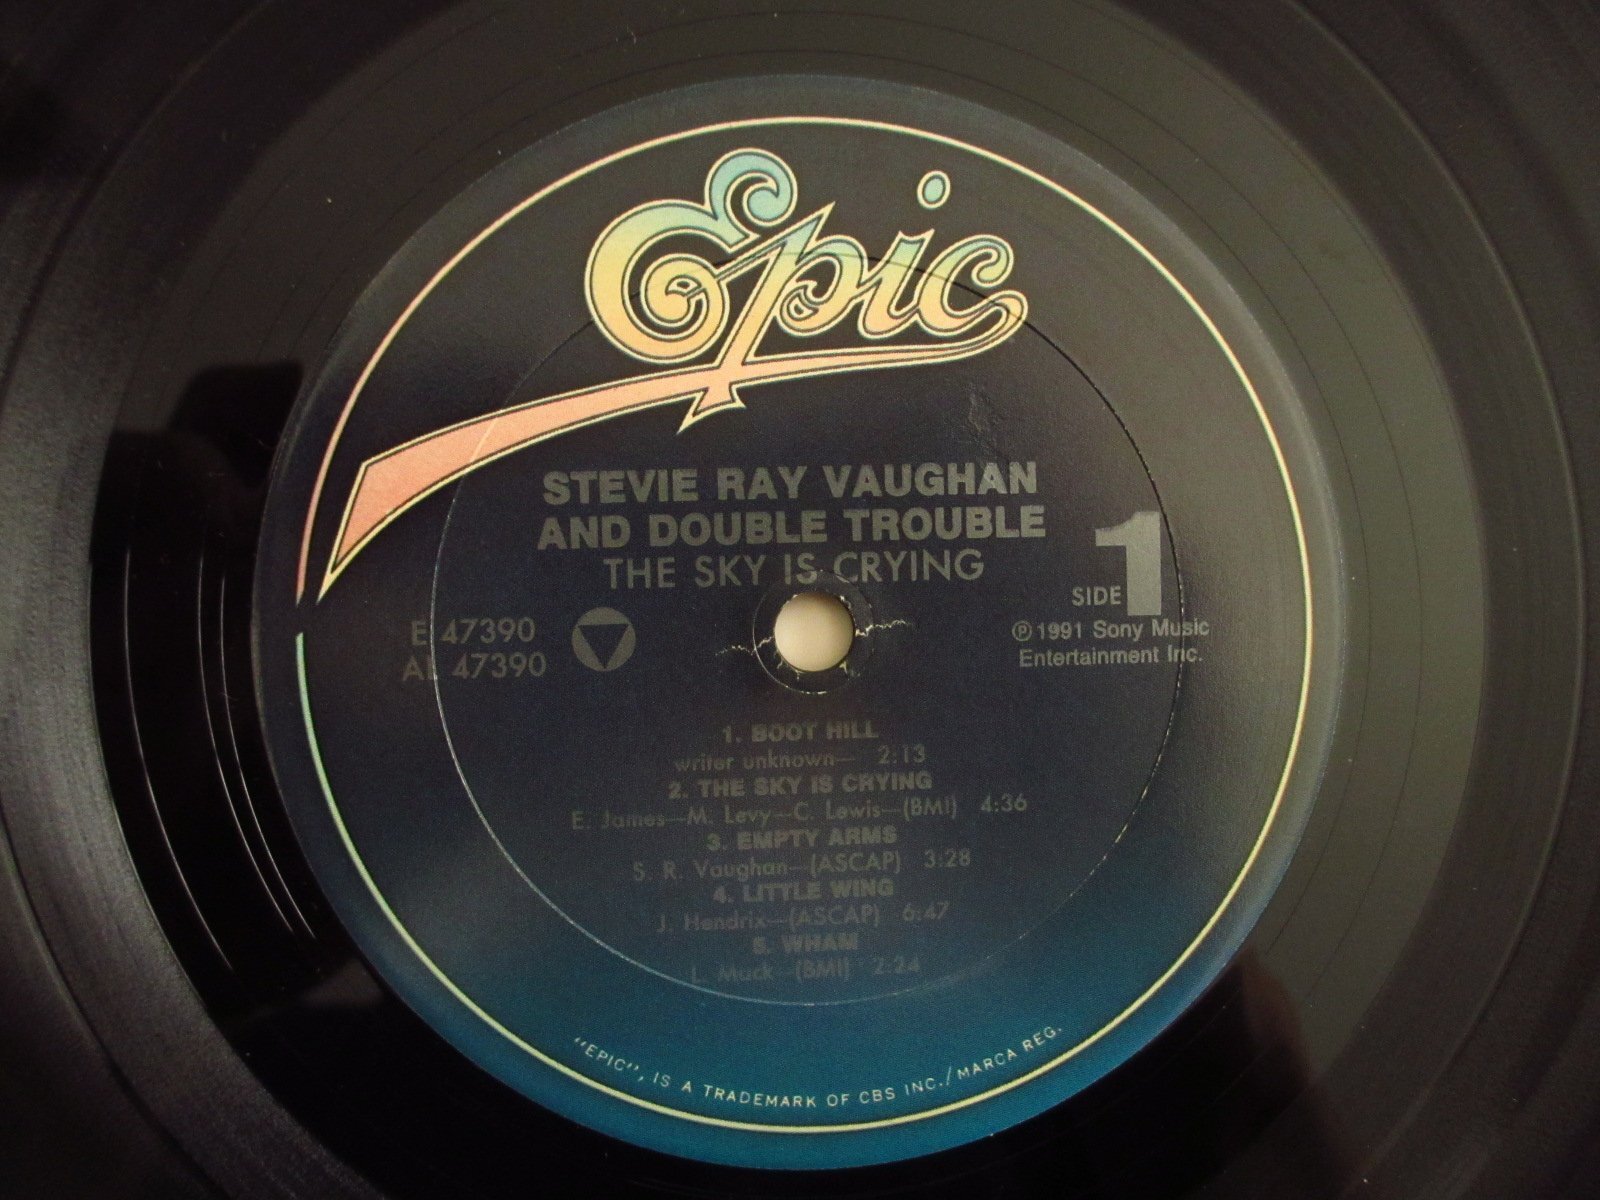 Epic
STEVIE RAY VAUGHAN
AND DOUBLE TROUBLE
THE SKY IS CRYING
SIDE 1
E 47390
AL 47390
℗ 1991 Sony Music
Entertainment Inc.
1. BOOT HILL
writer unknown— 2:13
2. THE SKY IS CRYING
E. James—M. Levy—C. Lewis—(BMI) 4:36
3. EMPTY ARMS
S. R. Vaughan—(ASCAP) 3:28
4. LITTLE WING
J. Hendrix—(ASCAP) 6:47
5. WHAM
L. Mack—(BMI) 2:24
"EPIC", IS A TRADEMARK OF CBS INC./MARCA REG.